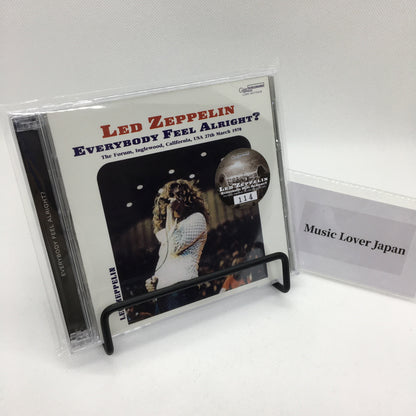 LED ZEPPELIN
EVERYBODY FEEL ALRIGHT?
The Forum, Inglewood, California, USA 27th March 1970
LED ZEPPELIN
114
LED ZEPPELIN
EVERYBODY FEEL ALRIGHT?
Music Lover Japan